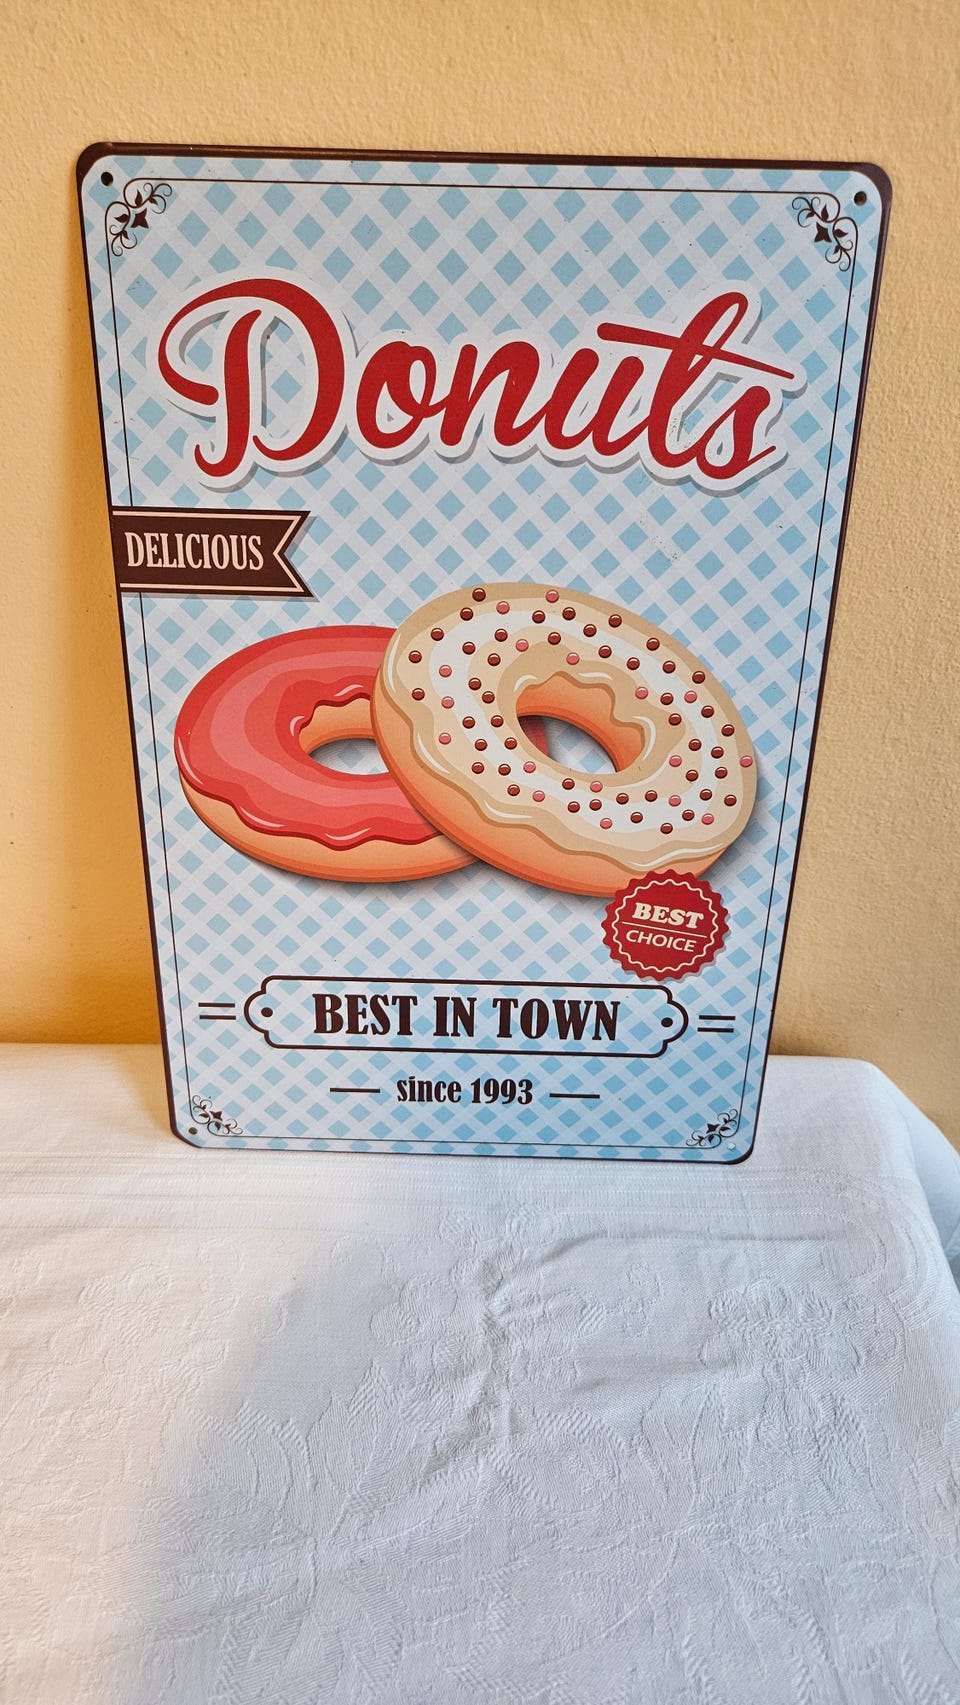 Donuts
DELICIOUS
BEST
CHOICE
BEST IN TOWN
since 1993